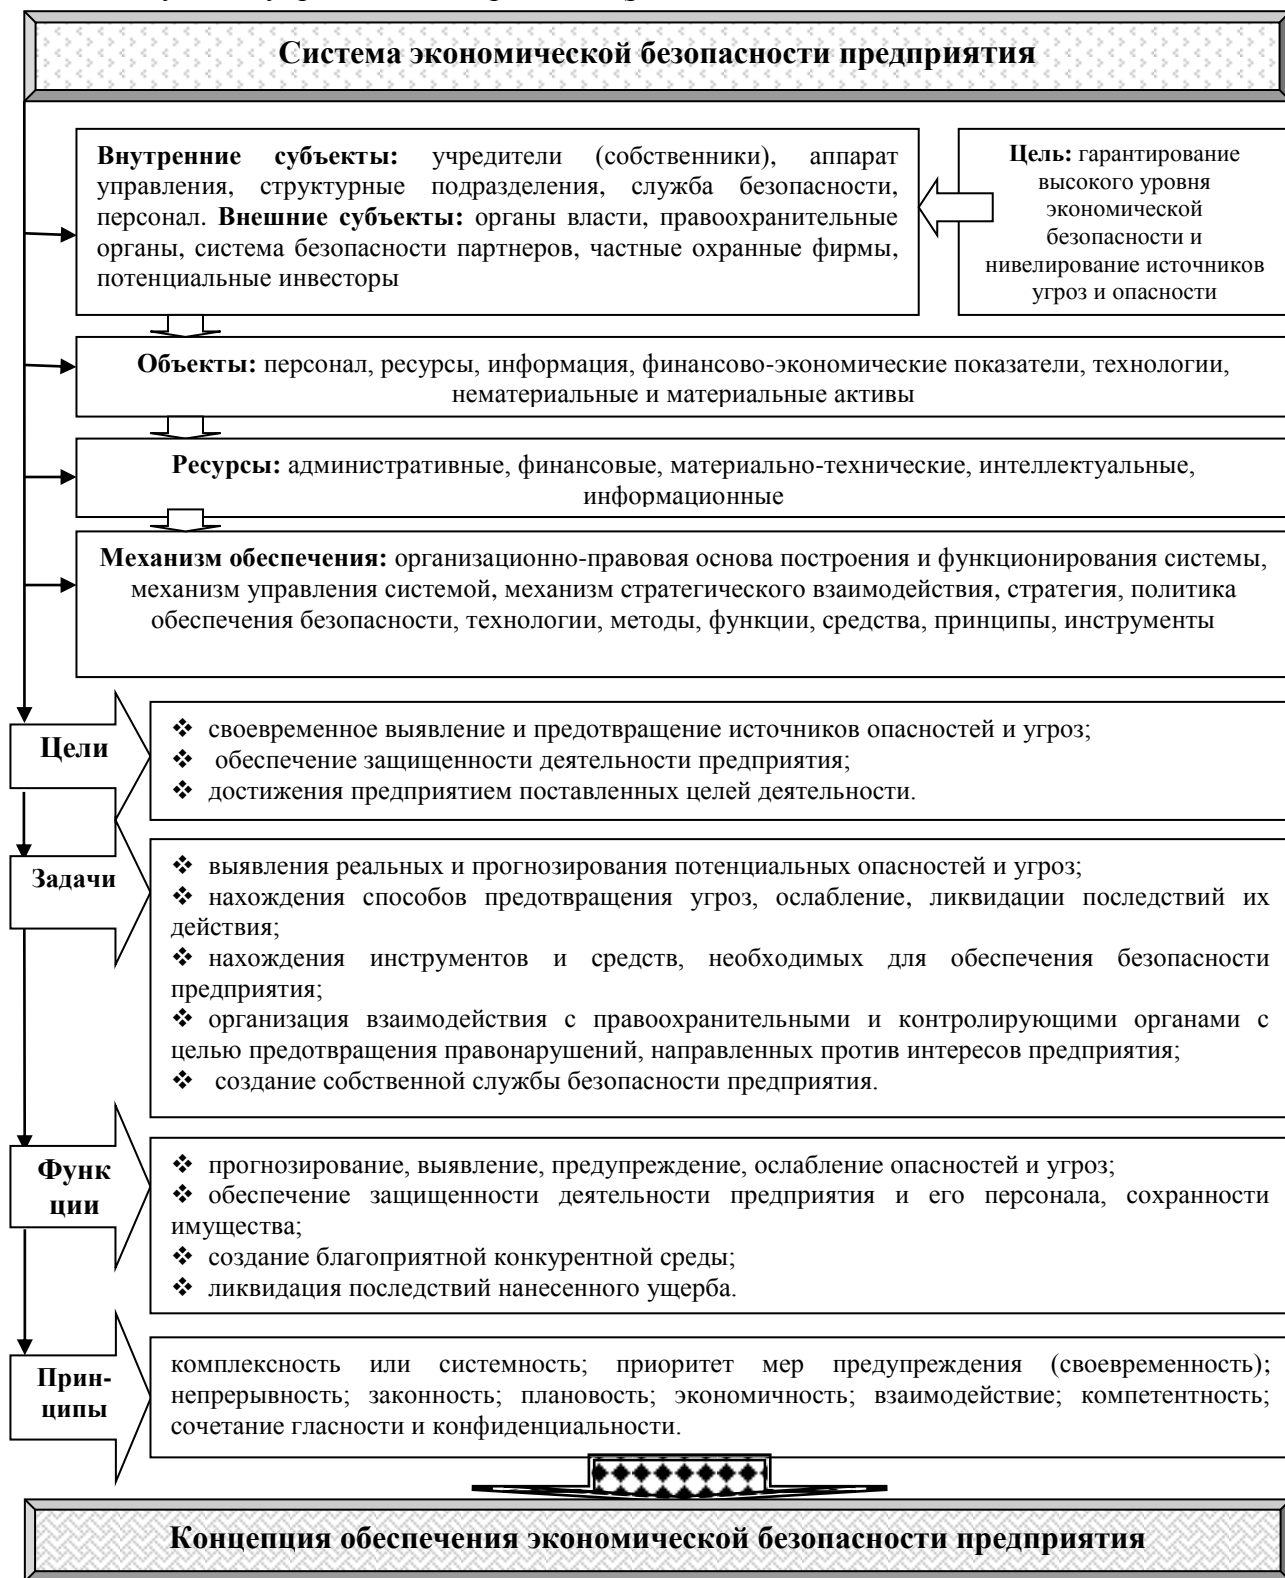 Система экономической безопасности предприятия
Внутренние субъекты: учредители (собственники), аппарат
управления, структурные подразделения, служба безопасности,
персонал. Внешние субъекты: органы власти, правоохранительные
органы, система безопасности партнеров, частные охранные фирмы,
потенциальные инвесторы
Цель: гарантирование
высокого уровня
экономической
безопасности и
нивелирование источников
угроз и опасности
Объекты: персонал, ресурсы, информация, финансово-экономические показатели, технологии,
нематериальные и материальные активы
Ресурсы: административные, финансовые, материально-технические, интеллектуальные,
информационные
Механизм обеспечения: организационно-правовая основа построения и функционирования системы,
механизм управления системой, механизм стратегического взаимодействия, стратегия, политика
обеспечения безопасности, технологии, методы, функции, средства, принципы, инструменты
Цели
❖ своевременное выявление и предотвращение источников опасностей и угроз;
❖ обеспечение защищенности деятельности предприятия;
❖ достижения предприятием поставленных целей деятельности.
Задачи
❖ выявления реальных и прогнозирования потенциальных опасностей и угроз;
❖ нахождения способов предотвращения угроз, ослабление, ликвидации последствий их
действия;
❖ нахождения инструментов и средств, необходимых для обеспечения безопасности
предприятия;
❖ организация взаимодействия с правоохранительными и контролирующими органами с
целью предотвращения правонарушений, направленных против интересов предприятия;
❖ создание собственной службы безопасности предприятия.
Функ
ции
❖ прогнозирование, выявление, предупреждение, ослабление опасностей и угроз;
❖ обеспечение защищенности деятельности предприятия и его персонала, сохранности
имущества;
❖ создание благоприятной конкурентной среды;
❖ ликвидация последствий нанесенного ущерба.
Прин-
ципы
комплексность или системность; приоритет мер предупреждения (своевременность);
непрерывность; законность; плановость; экономичность; взаимодействие; компетентность;
сочетание гласности и конфиденциальности.
Концепция обеспечения экономической безопасности предприятия